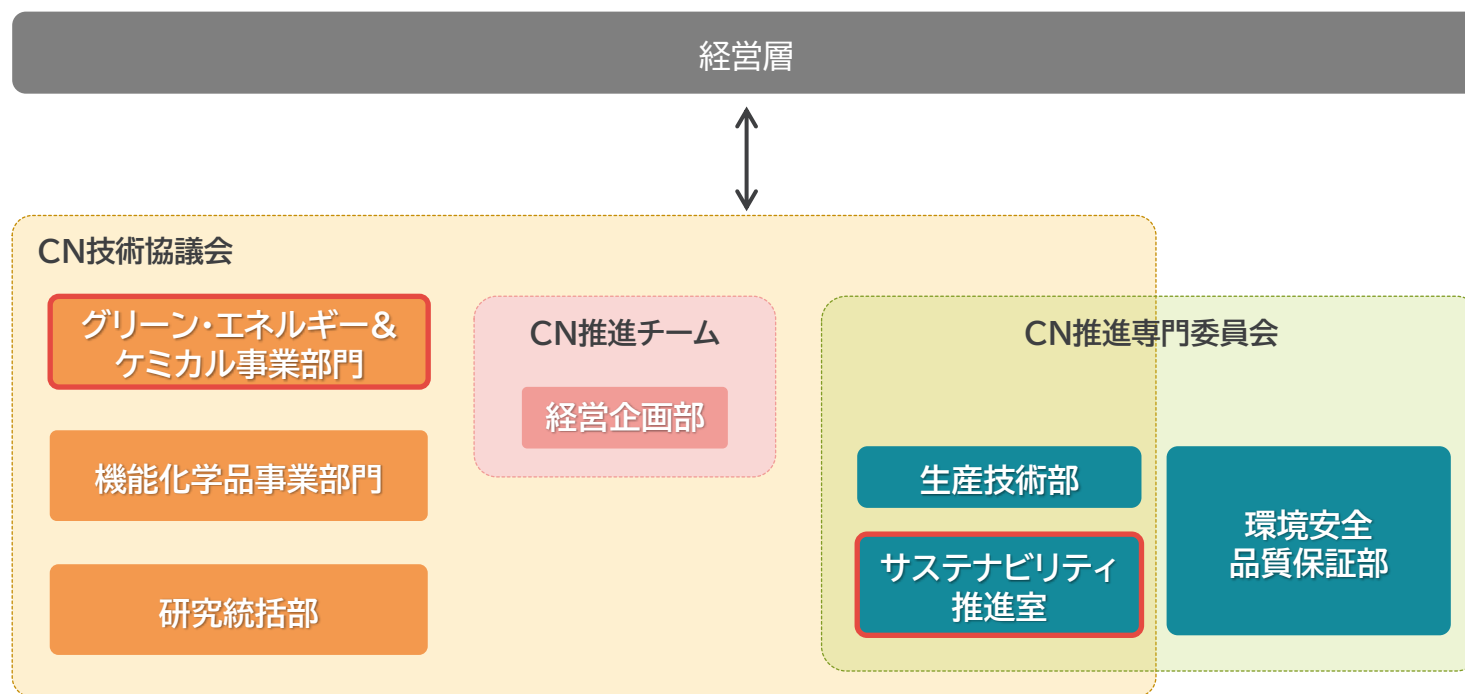 経営層
CN技術協議会
グリーン・エネルギー&
ケミカル事業部門
機能化学品事業部門
研究統括部
CN推進チーム
経営企画部
CN推進専門委員会
生産技術部
サステナビリティ
推進室
環境安全
品質保証部